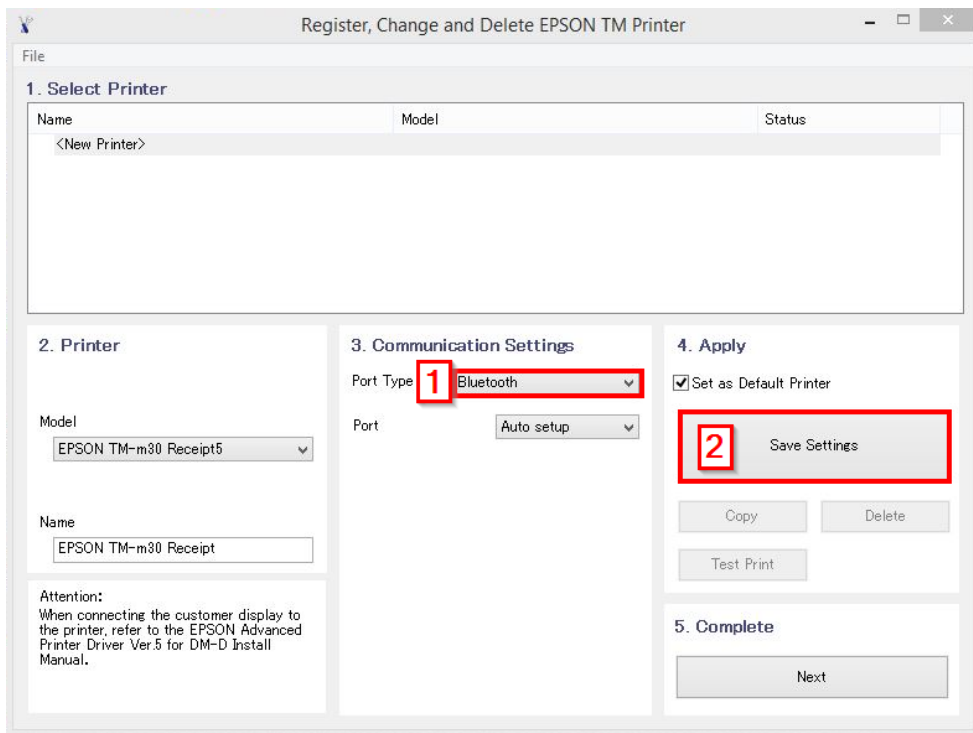 Register, Change and Delete EPSON TM Printer
File
1. Select Printer
Name Model Status
<New Printer>
2. Printer
Model
EPSON TM-m30 Receipt5
Name
EPSON TM-m30 Receipt
Attention:
When connecting the customer display to
the printer, refer to the EPSON Advanced
Printer Driver Ver.5 for DM-D Install
Manual.
3. Communication Settings
Port Type 1 Bluetooth
Port Auto setup
4. Apply
Set as Default Printer
2 Save Settings
Copy Delete
Test Print
5. Complete
Next